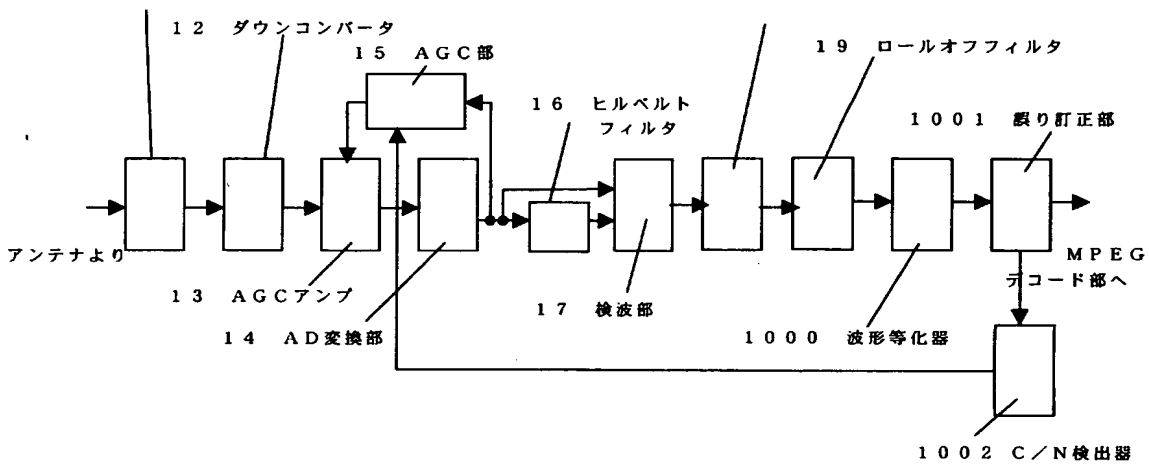 12 ダウンコンバータ
15 AGC部
19 ロールオフフィルタ
16 ヒルベルト
フィルタ
1001 誤り訂正部
アンテナより
MPEG
デコード部へ
13 AGCアンプ
14 AD変換部
17 検波部
1000 波形等化器
1002 C/N検出器